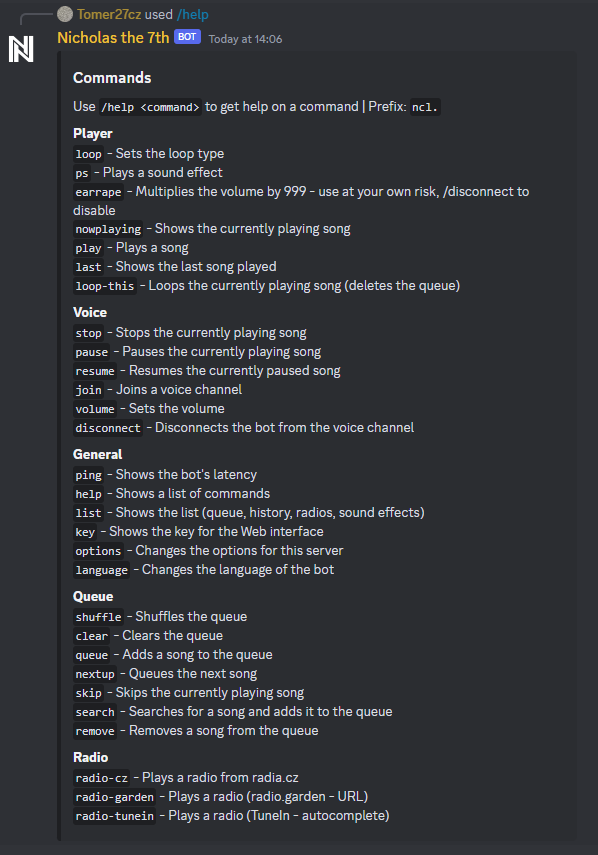 Tomer27cz used /help
Nicholas the 7th BOT Today at 14:06
Commands
Use /help <command> to get help on a command | Prefix: ncl.
Player
loop - Sets the loop type
ps - Plays a sound effect
earrape - Multiplies the volume by 999 - use at your own risk, /disconnect to
disable
nowplaying - Shows the currently playing song
play - Plays a song
last - Shows the last song played
loop-this - Loops the currently playing song (deletes the queue)
Voice
stop - Stops the currently playing song
pause - Pauses the currently playing song
resume - Resumes the currently paused song
join - Joins a voice channel
volume - Sets the volume
disconnect - Disconnects the bot from the voice channel
General
ping - Shows the bot's latency
help - Shows a list of commands
list - Shows the list (queue, history, radios, sound effects)
key - Shows the key for the Web interface
options - Changes the options for this server
language - Changes the language of the bot
Queue
shuffle - Shuffles the queue
clear - Clears the queue
queue - Adds a song to the queue
nextup - Queues the next song
skip - Skips the currently playing song
search - Searches for a song and adds it to the queue
remove - Removes a song from the queue
Radio
radio-cz - Plays a radio from radia.cz
radio-garden - Plays a radio (radio.garden - URL)
radio-tunein - Plays a radio (TuneIn - autocomplete)